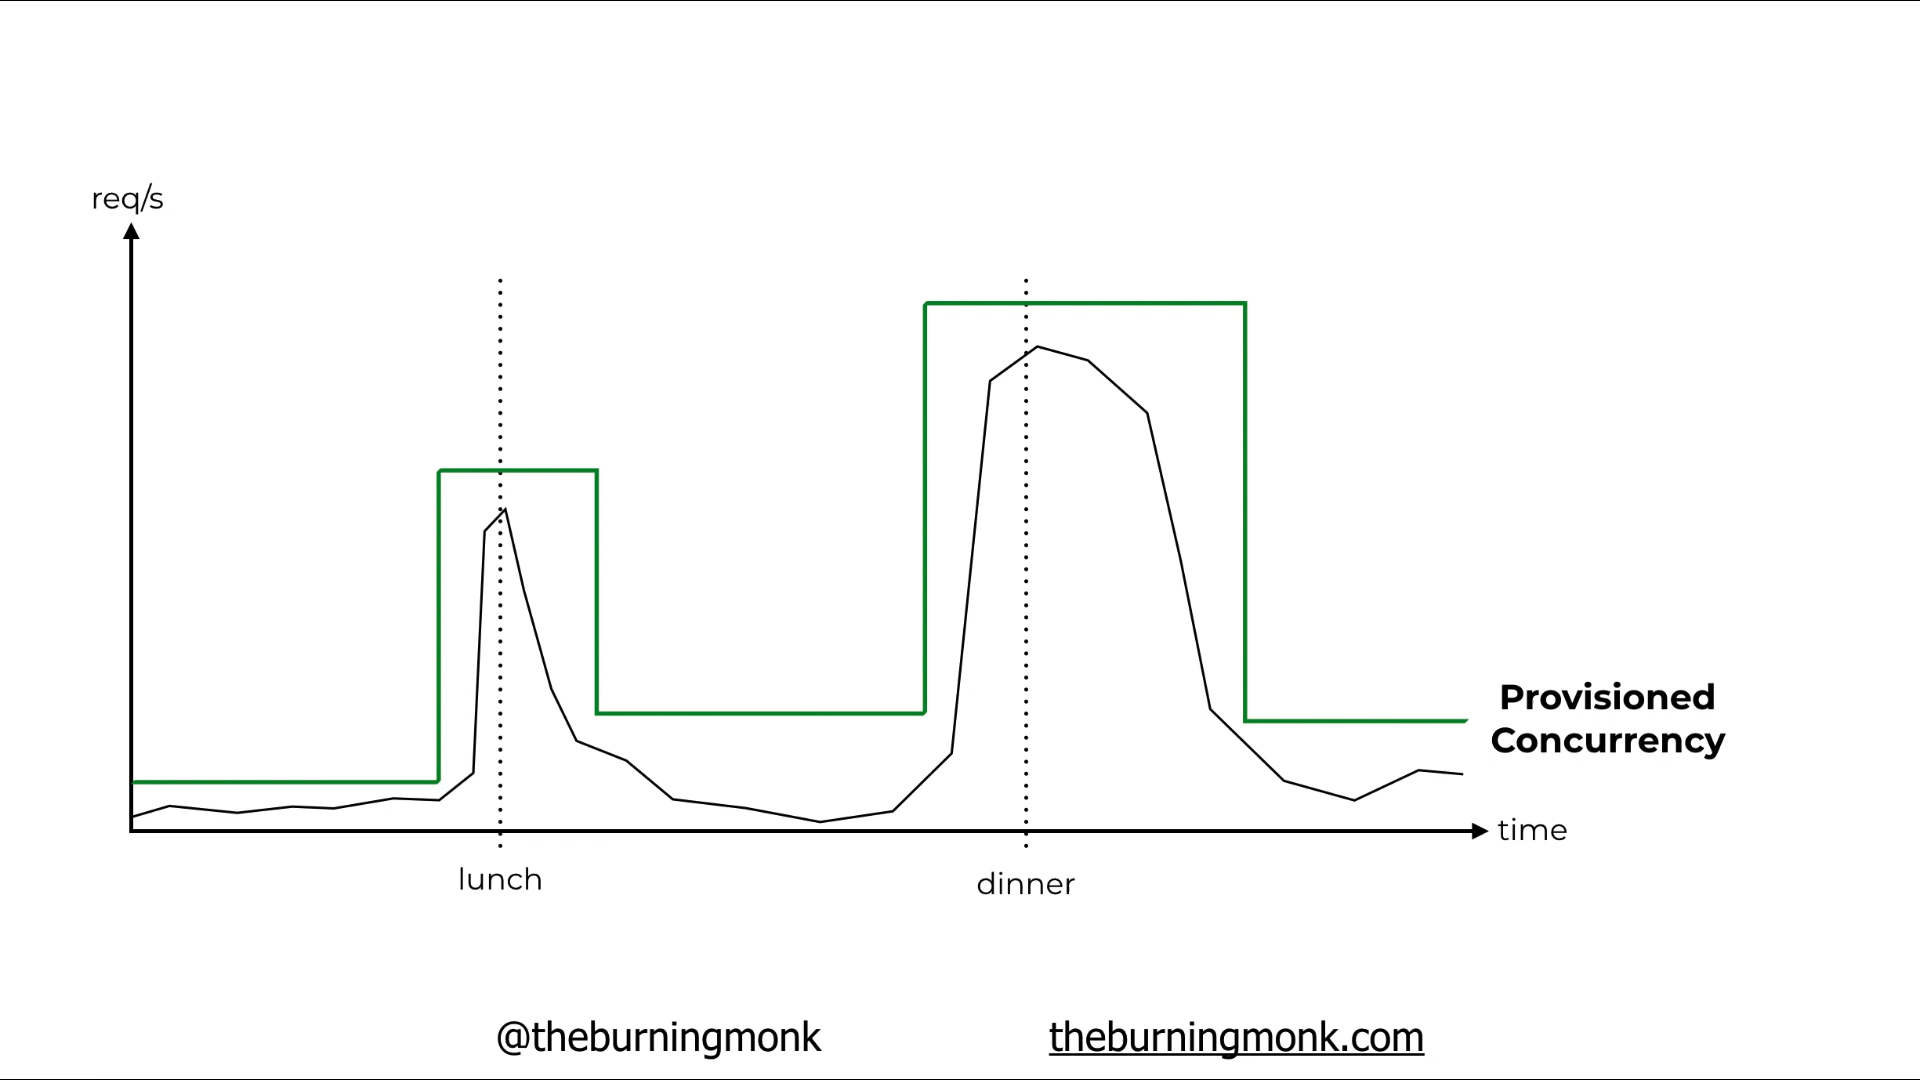 req/s
Provisioned
Concurrency
time
lunch
dinner
@theburningmonk
theburningmonk.com